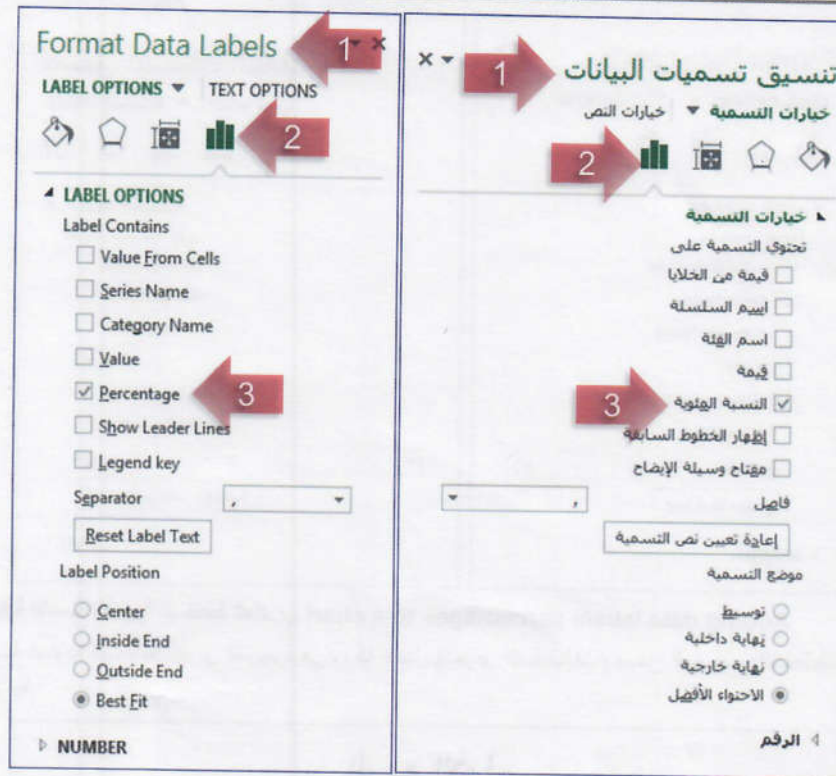 Format Data Labels
1
LABEL OPTIONS TEXT OPTIONS
2
LABEL OPTIONS
Label Contains
Value From Cells
Series Name
Category Name
Value
Percentage
3
Show Leader Lines
Legend key
Separator ,
Reset Label Text
Label Position
Center
Inside End
Outside End
Best Fit
NUMBER
تنسيق تسميات البيانات
1
خيارات التسمية خيارات النص
2
خيارات التسمية
تحتوي التسمية على
قيمة من الخلايا
اسم السلسلة
اسم الفئة
قيمة
النسبة المئوية
3
إظهار الخطوط السابقة
مفتاح وسيلة الإيضاح
فاصل ,
إعادة تعيين نص التسمية
موضع التسمية
توسيط
نهاية داخلية
نهاية خارجية
الاحتواء الأفضل
الرقم